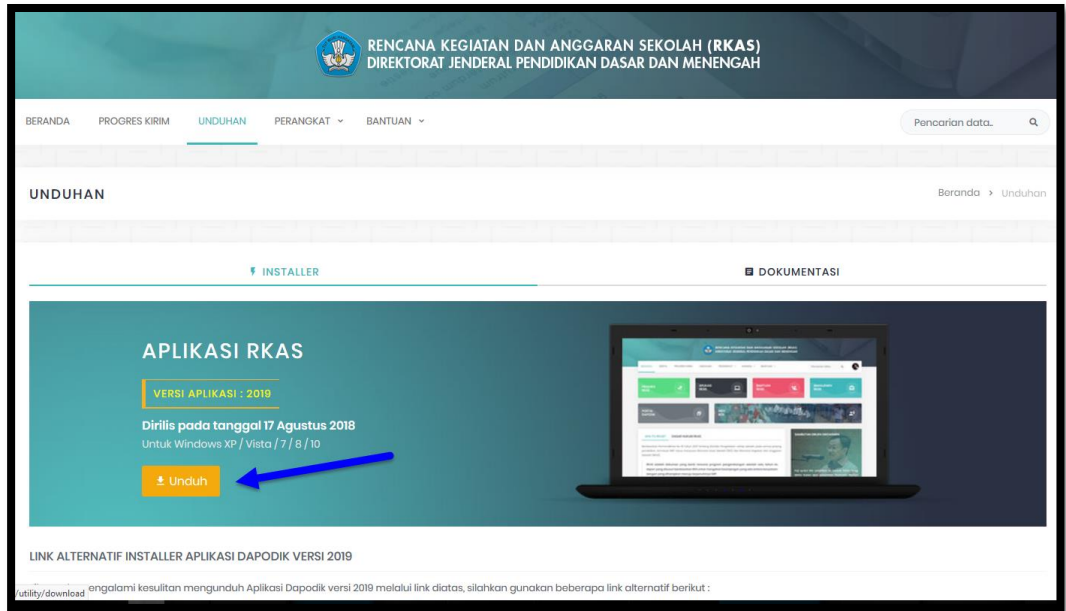 RENCANA KEGIATAN DAN ANGGARAN SEKOLAH (RKAS)
DIREKTORAT JENDERAL PENDIDIKAN DASAR DAN MENENGAH
BERANDA PROGRES KIRIM UNDUHAN PERANGKAT BANTUAN Pencarian data..
UNDUHAN Beranda > Unduhan
INSTALLER DOKUMENTASI
APLIKASI RKAS
VERSI APLIKASI : 2019
Dirilis pada tanggal 17 Agustus 2018
Untuk Windows XP / Vista / 7 / 8 / 10
Unduh
LINK ALTERNATIF INSTALLER APLIKASI DAPODIK VERSI 2019
engalami kesulitan mengunduh Aplikasi Dapodik versi 2019 melalui link diatas, silahkan gunakan beberapa link alternatif berikut :
/utility/download